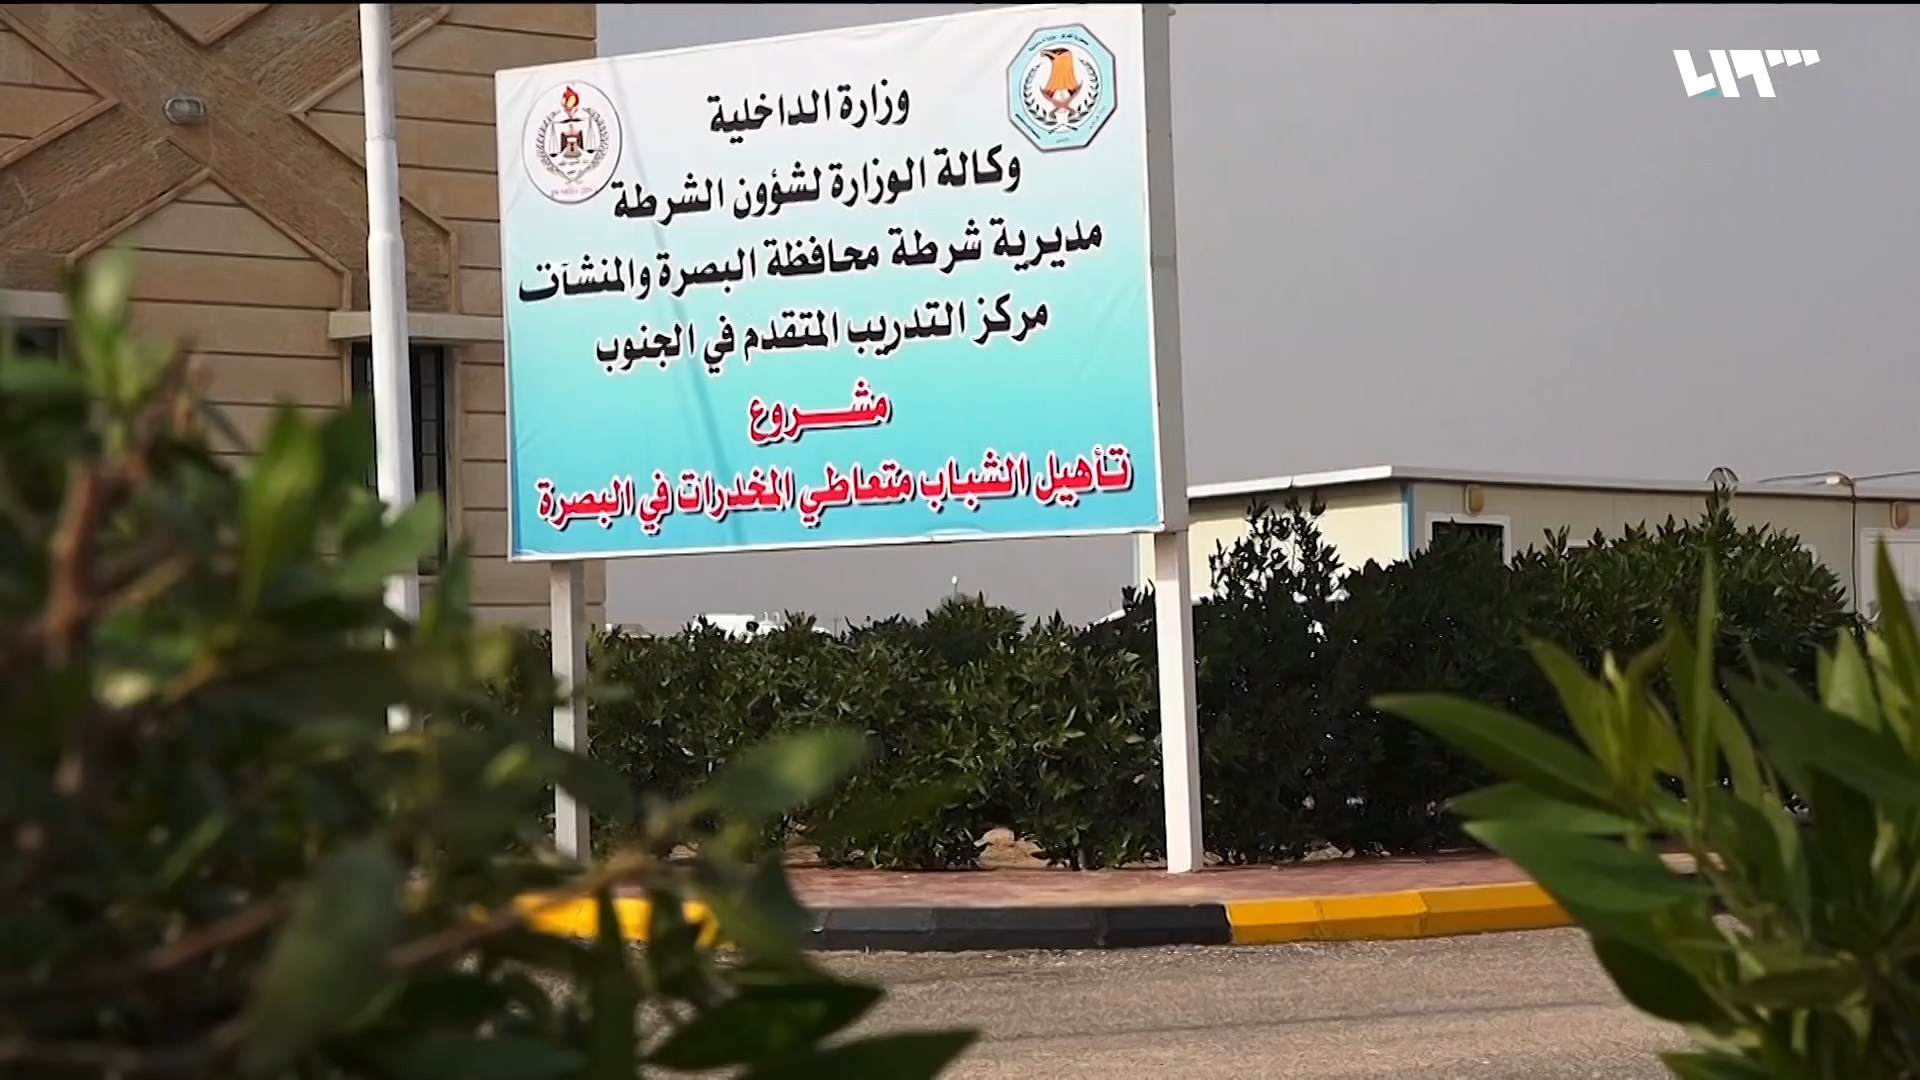 وزارة الداخلية
وكالة الوزارة لشؤون الشرطة
مديرية شرطة محافظة البصرة والمنشآت
مركز التدريب المتقدم في الجنوب
مشـــروع
تأهيل الشباب متعاطي المخدرات في البصرة